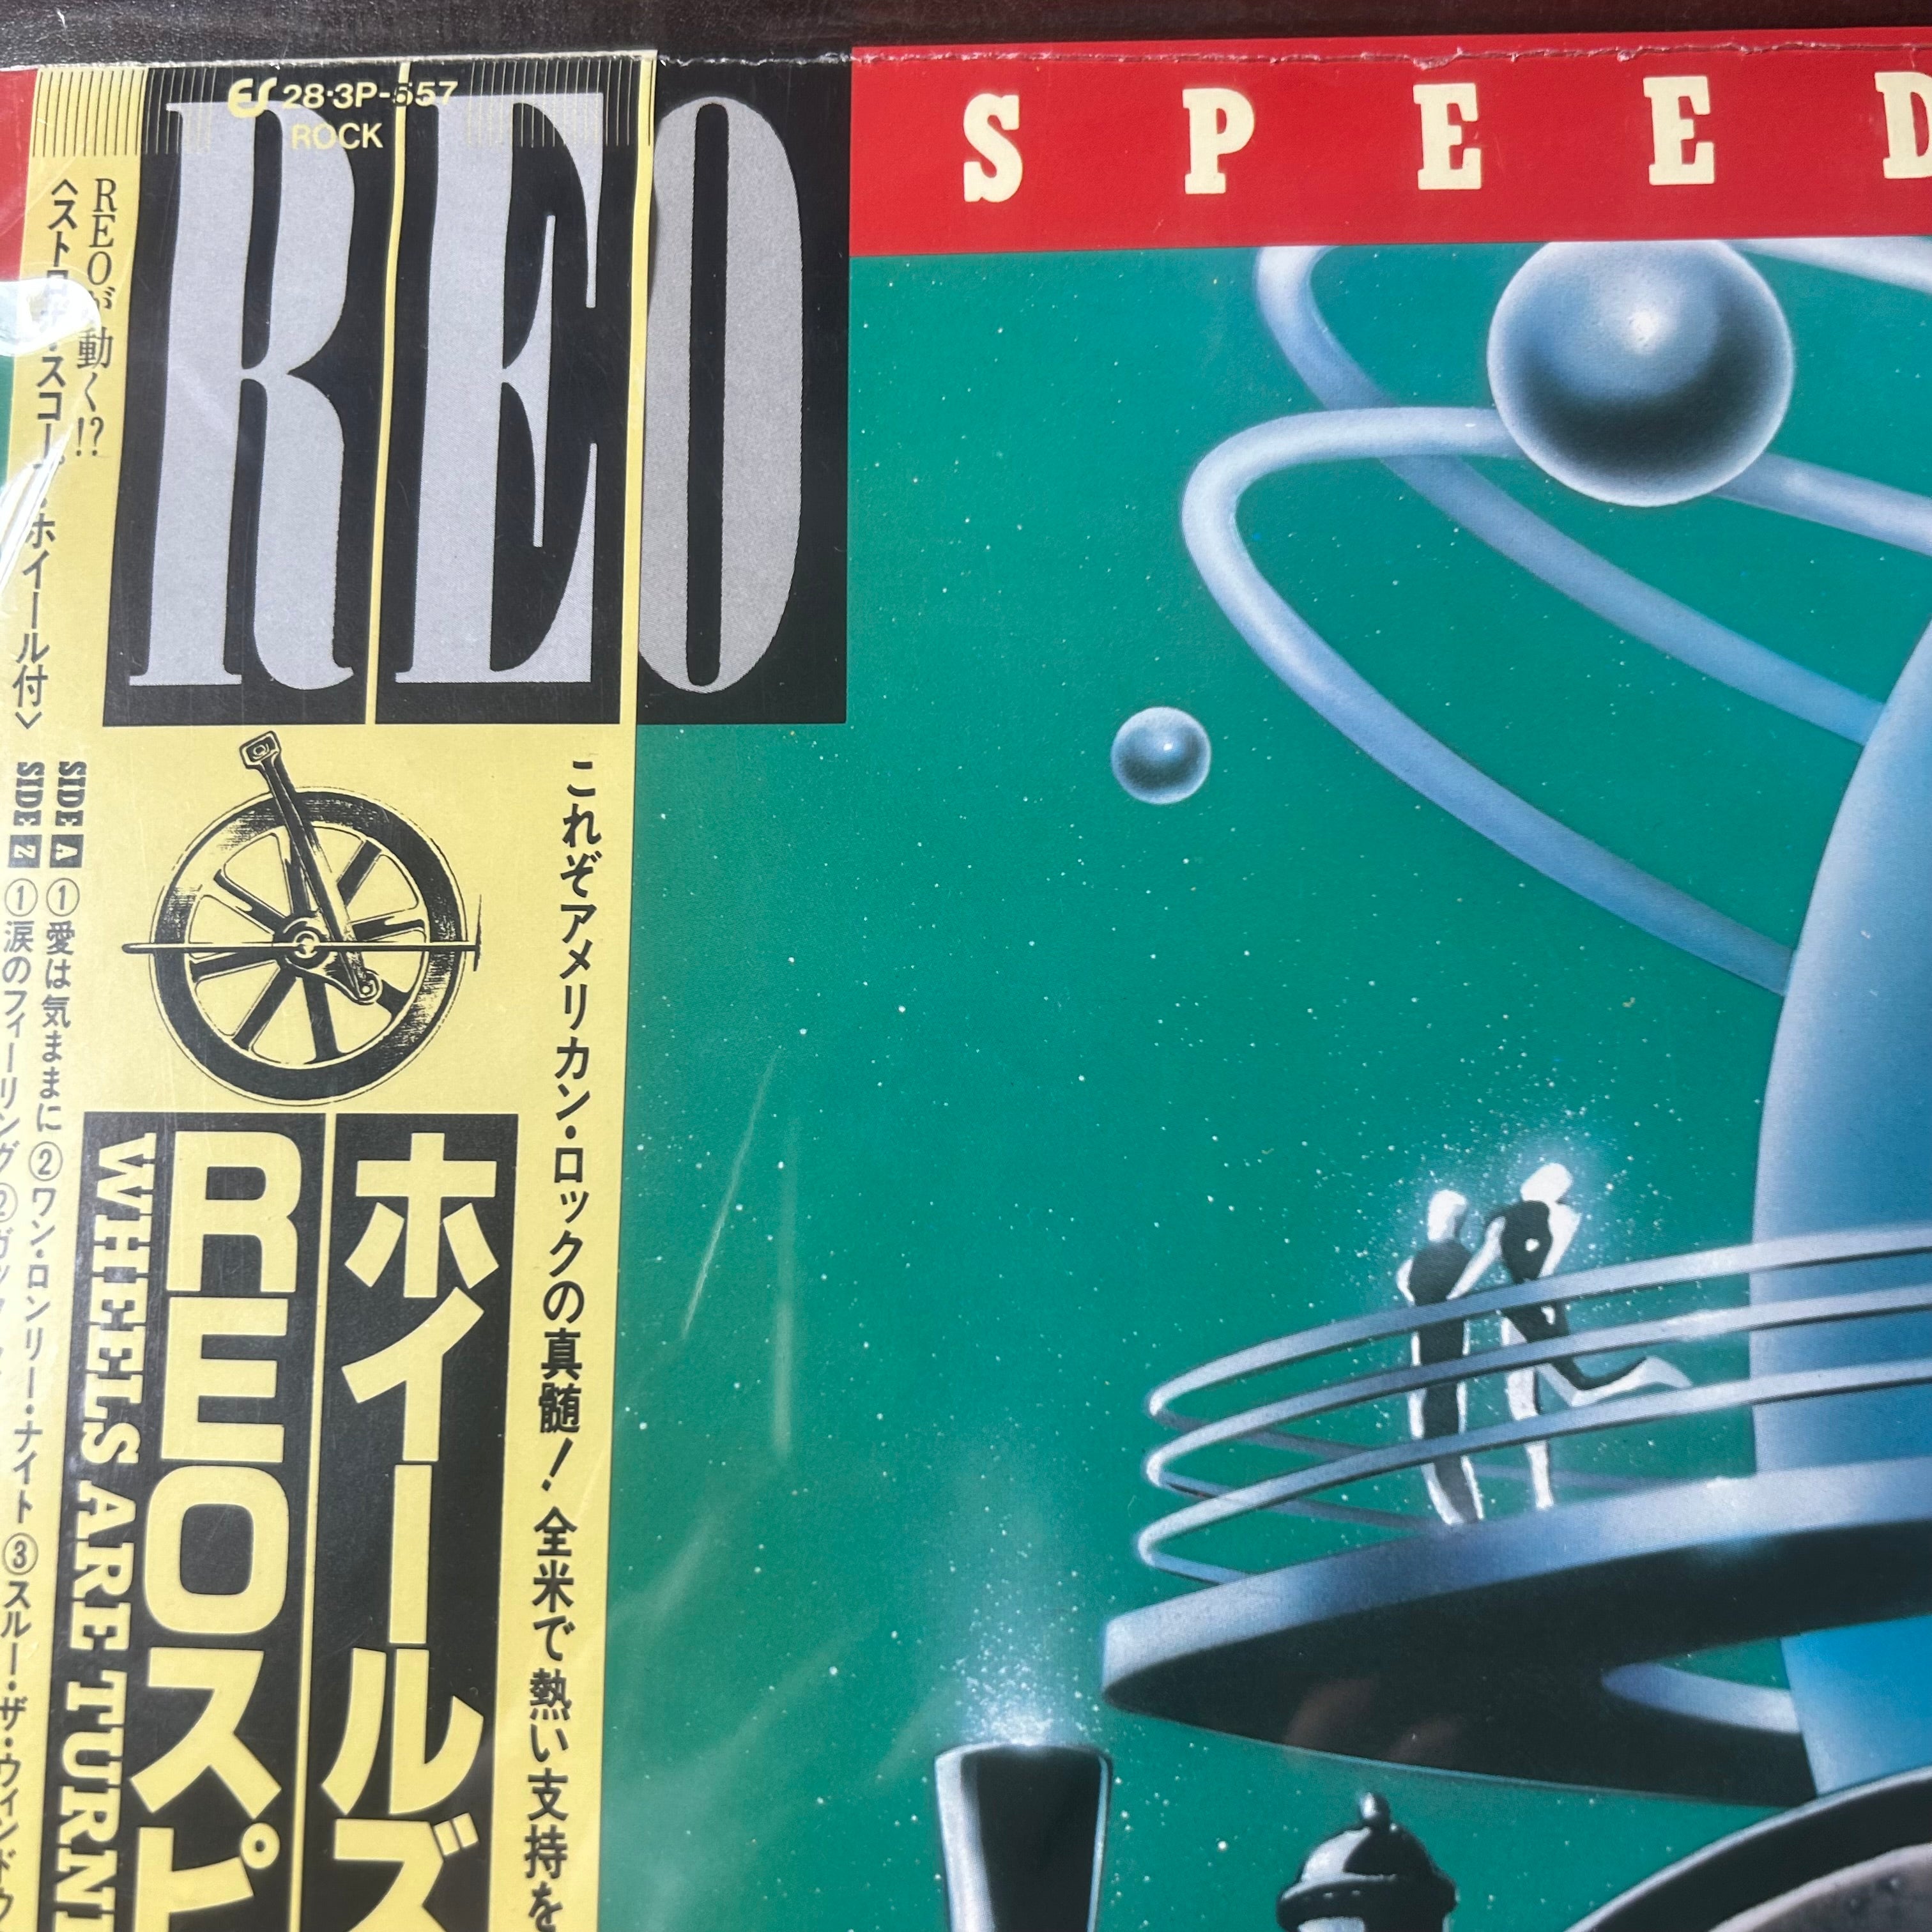 ES 28·3P-557
ROCK
REO
SPEED
REOが動く!?
〈ストロボ・スコープ・ホイール付〉
これぞアメリカン・ロックの真髄！全米で熱い支持を
ホイールズ
REOスピ
WHEELS ARE TURN
SIDE A ①愛は気ままに ②ワン・ロンリー・ナイト ③スルー・ザ・ウィンドウ
SIDE Z ①涙のフィーリング ②